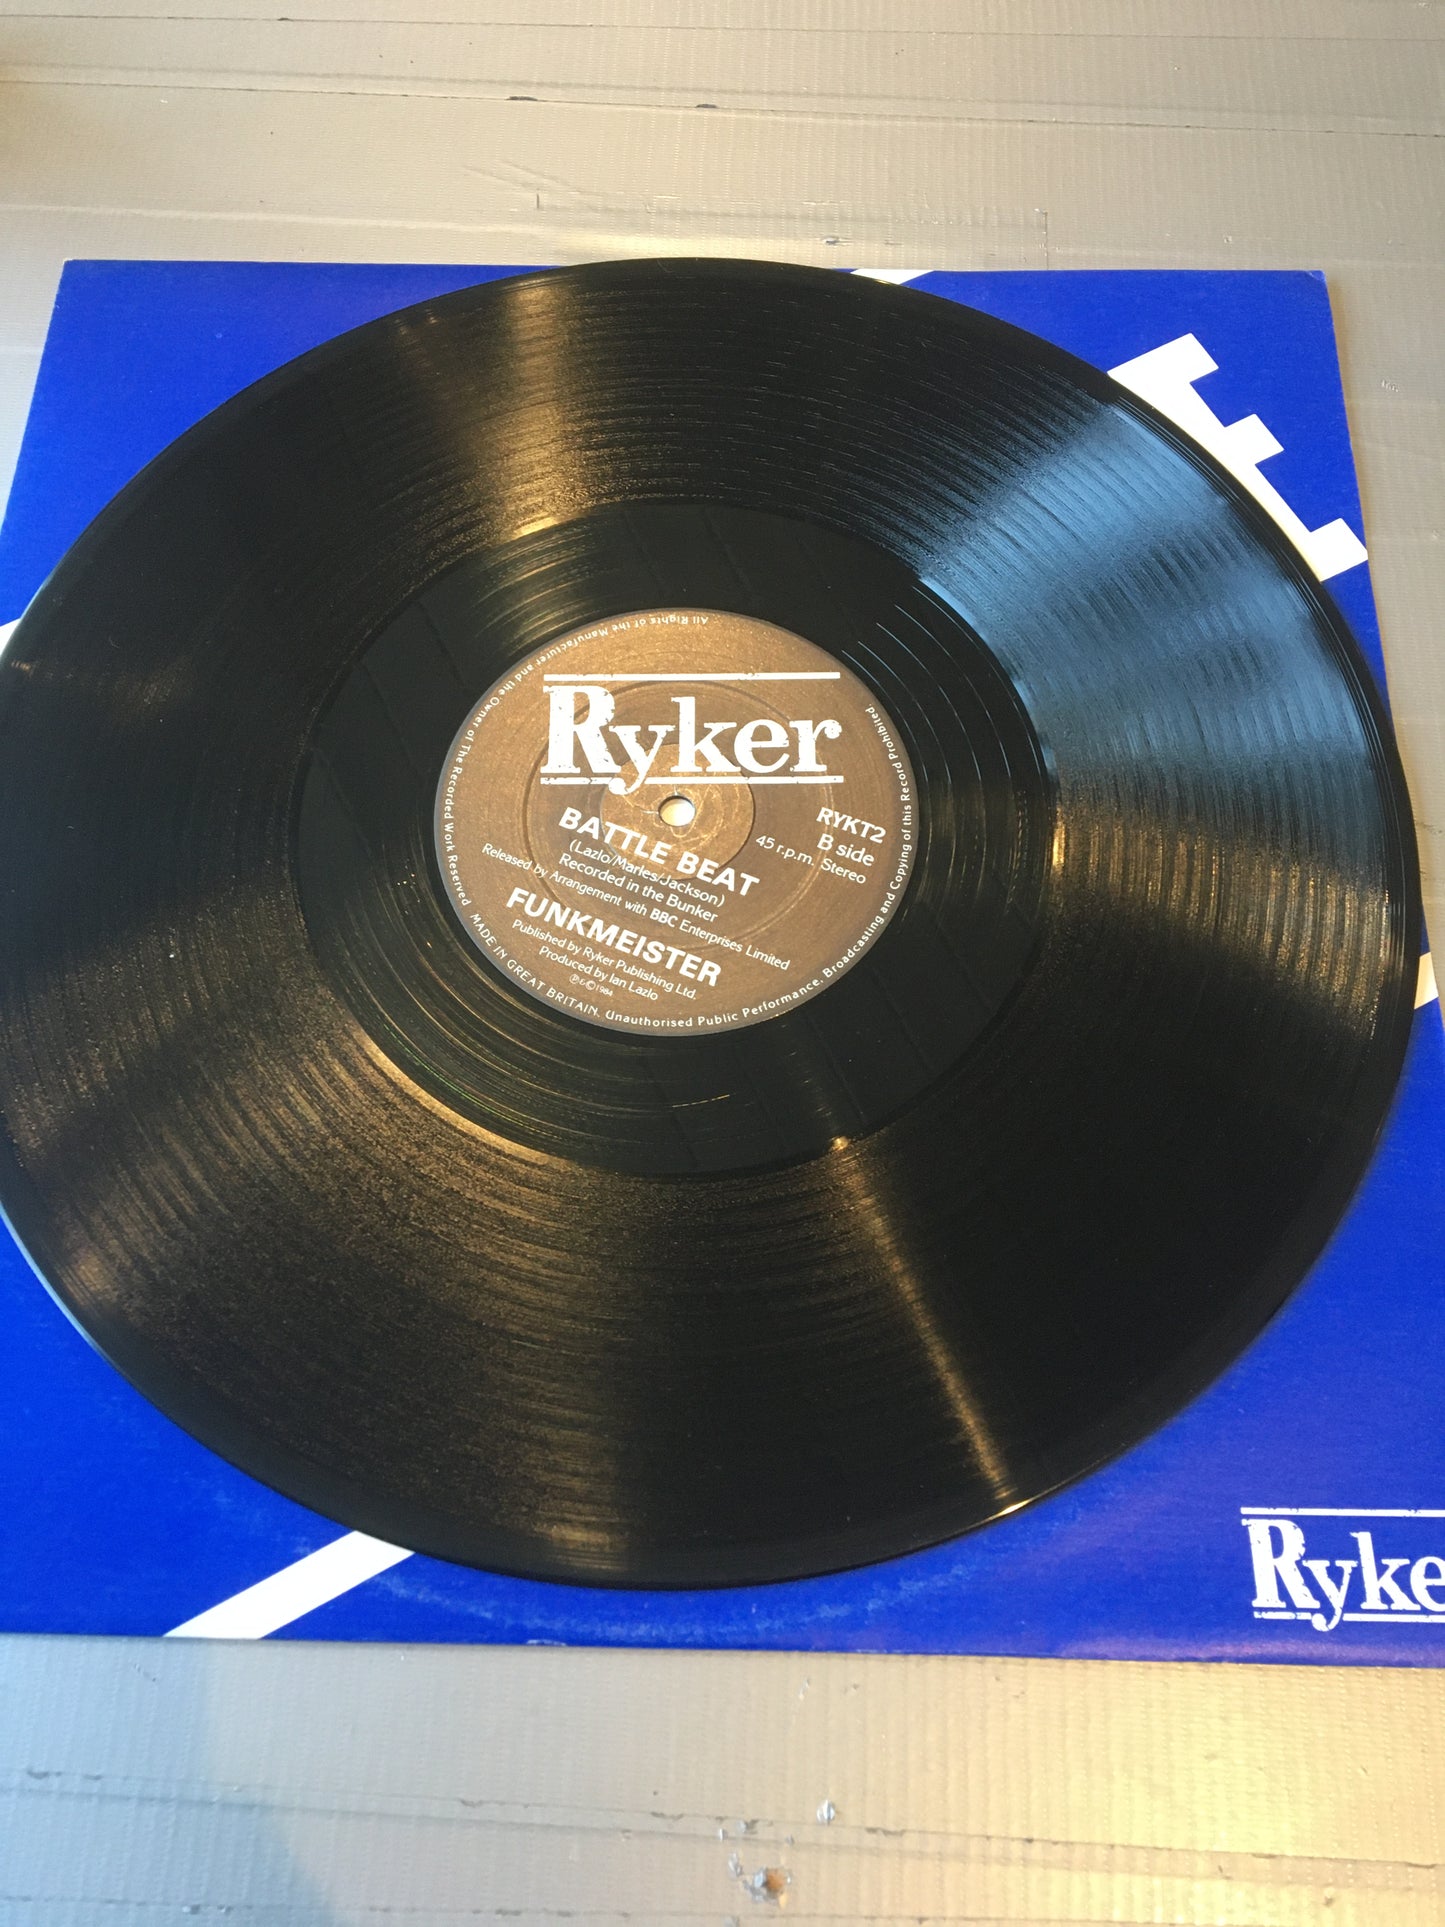 Ryker
RYKT2
B side
45 r.p.m. Stereo
BATTLE BEAT
(Lazlo/Marles/Jackson)
Recorded in the Bunker
Released by Arrangement with BBC Enterprises Limited
FUNKMEISTER
Published by Ryker Publishing Ltd.
Produced by Ian Lazlo
℗ & © 1984
All Rights of the Manufacturer and the Owner of The Recorded Work Reserved MADE IN GREAT BRITAIN. Unauthorised Public Performance, Broadcasting and Copying of this Record Prohibited.
E
Ryke